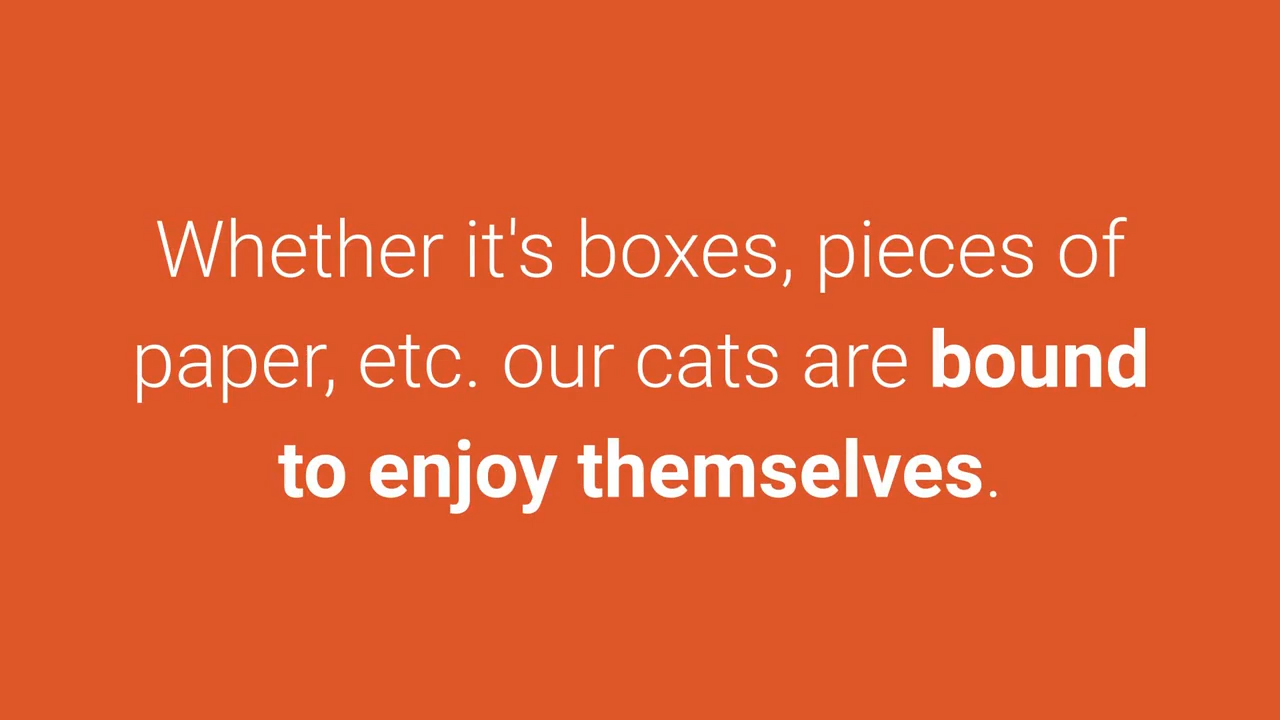 Whether it's boxes, pieces of
paper, etc. our cats are bound
to enjoy themselves.